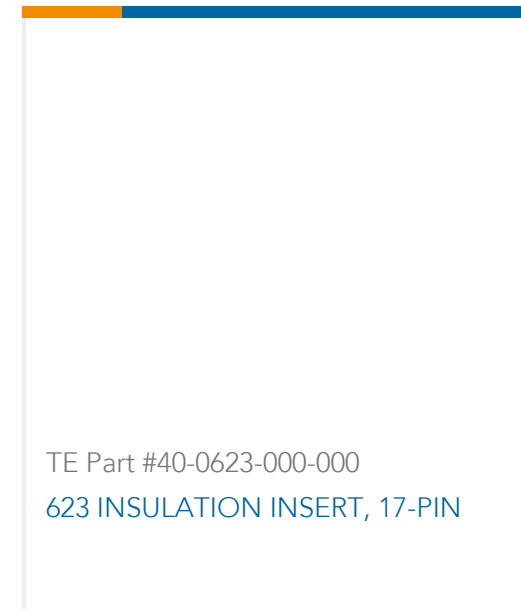 TE Part #40-0623-000-000
623 INSULATION INSERT, 17-PIN